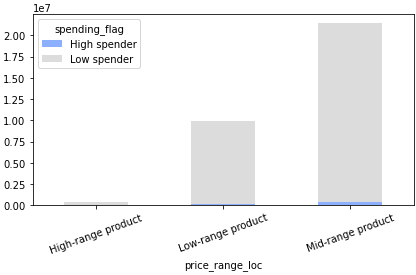 1e7
spending_flag
High spender
Low spender
2.00
1.75
1.50
1.25
1.00
0.75
0.50
0.25
0.00
High-range product
Low-range product
Mid-range product
price_range_loc